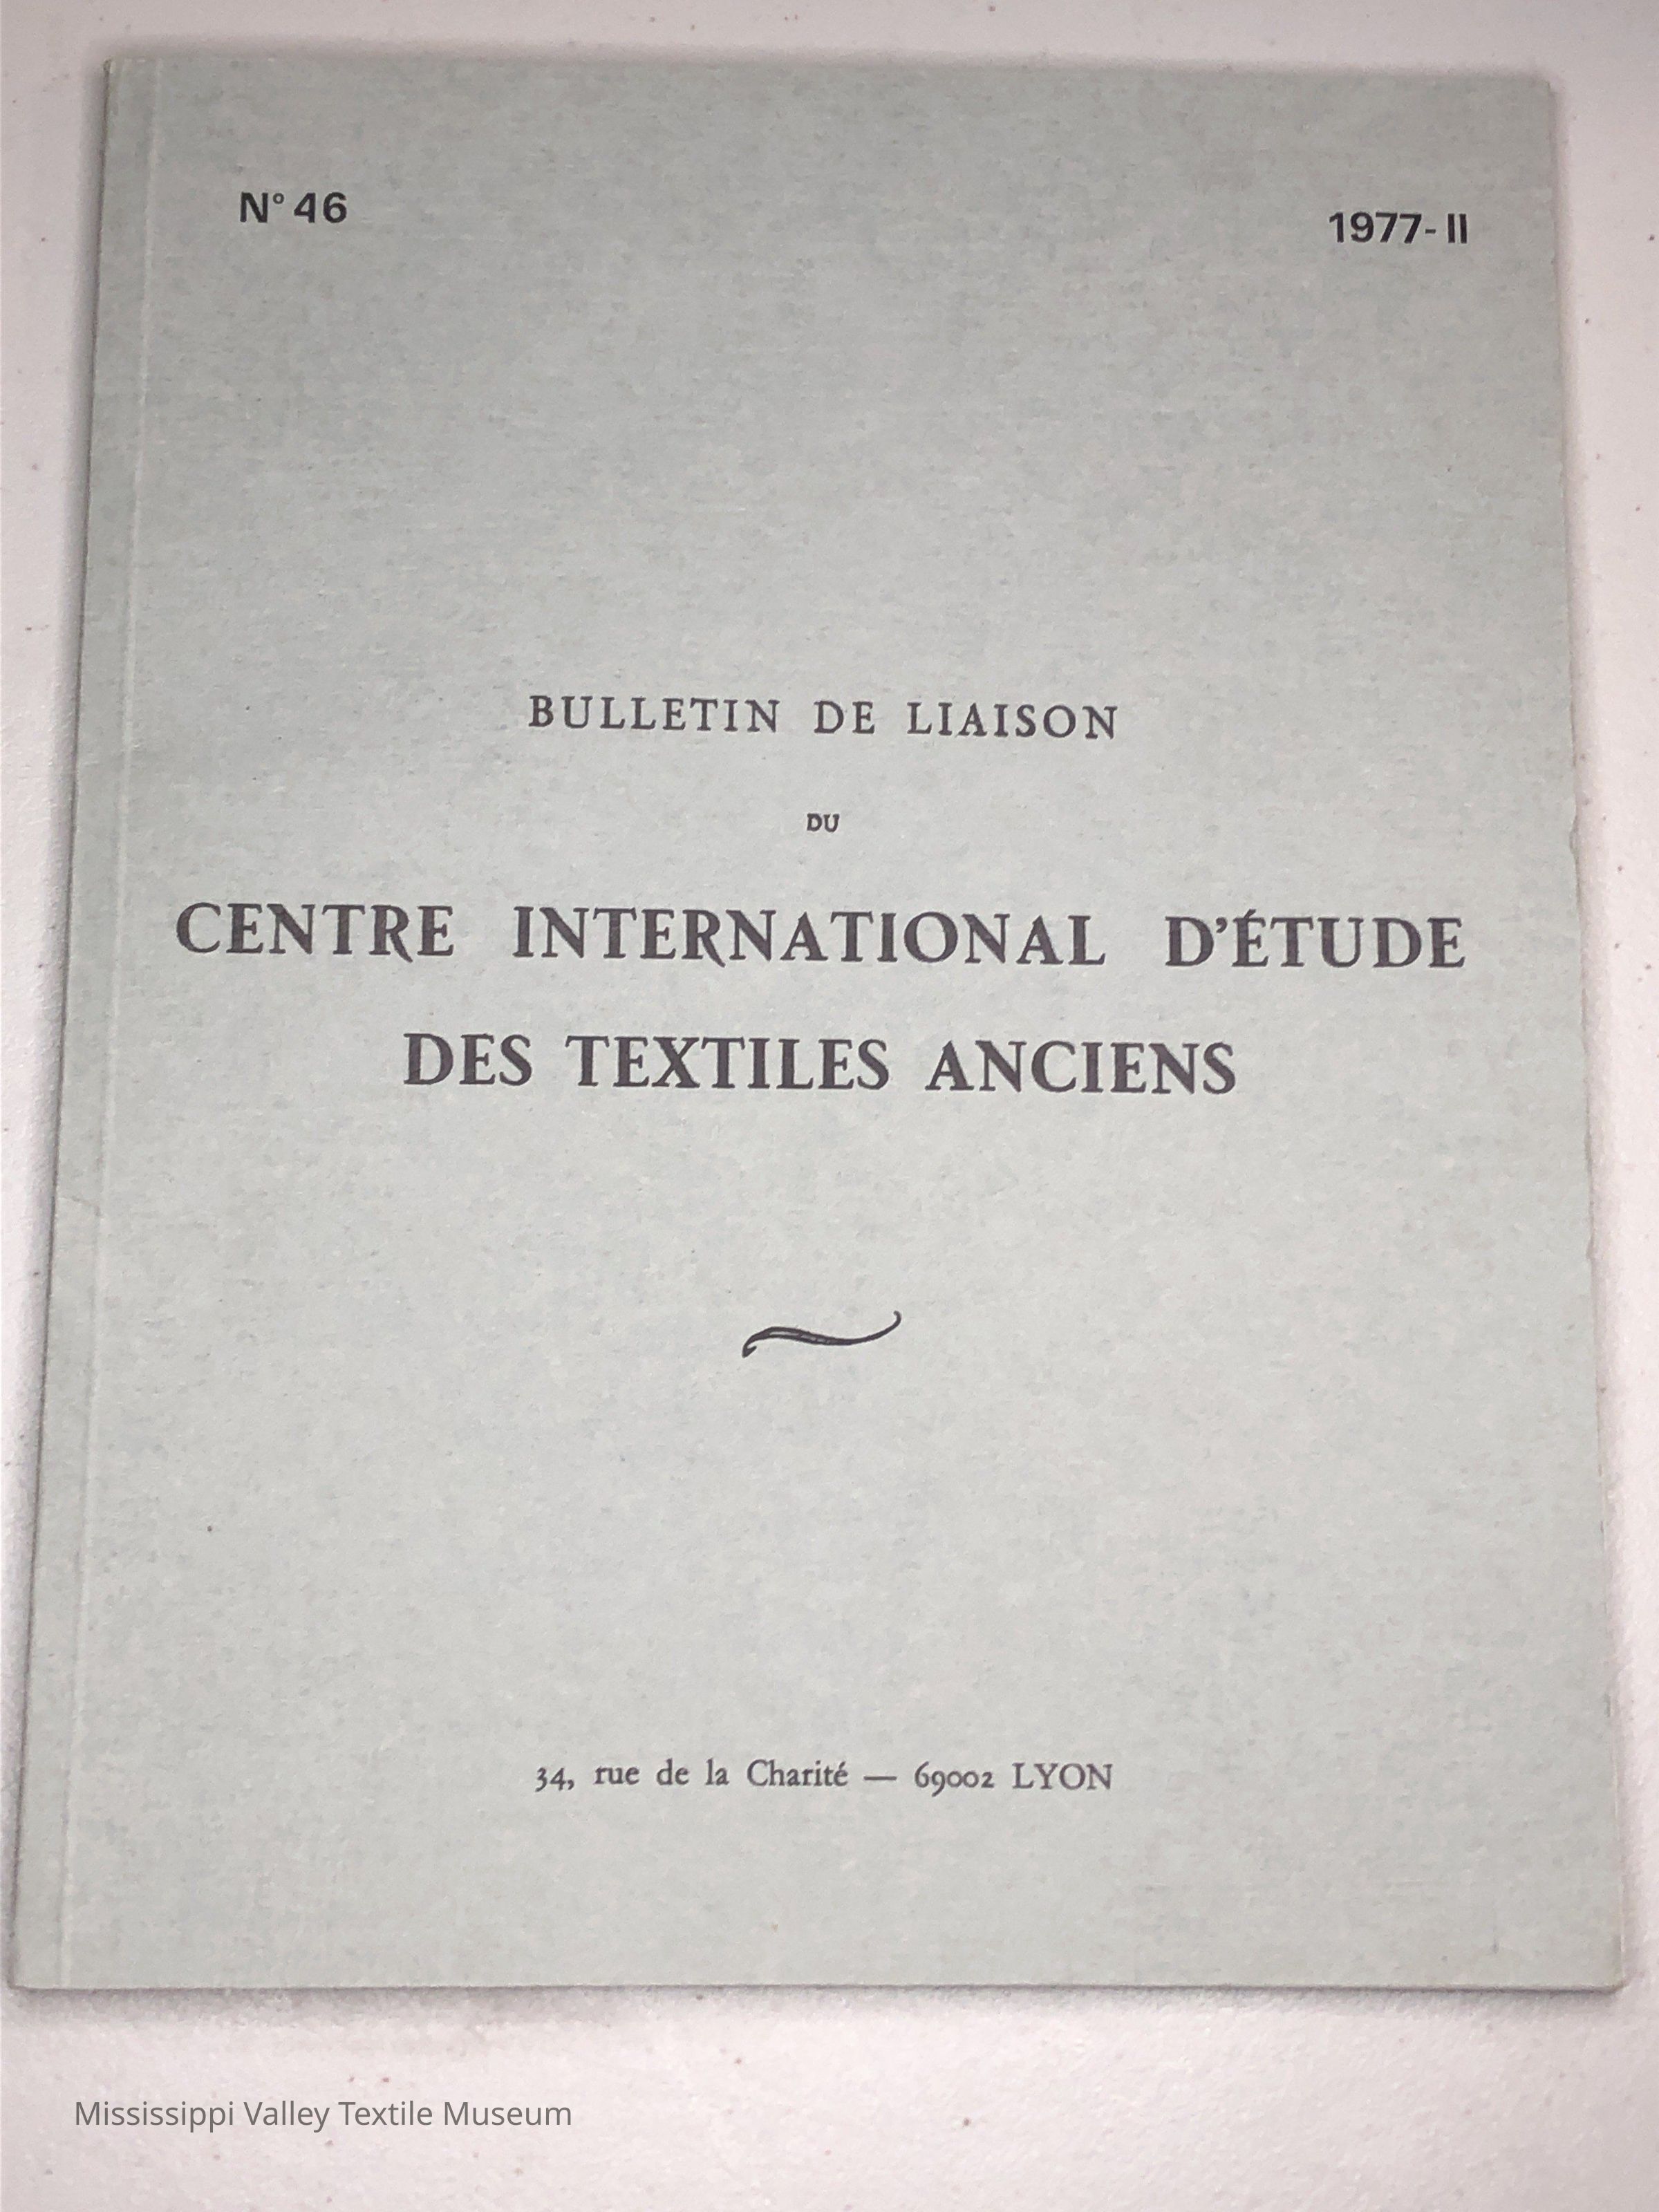 N° 46
1977-II
BULLETIN DE LIAISON
DU
CENTRE INTERNATIONAL D'ÉTUDE
DES TEXTILES ANCIENS
34, rue de la Charité — 69002 LYON
Mississippi Valley Textile Museum